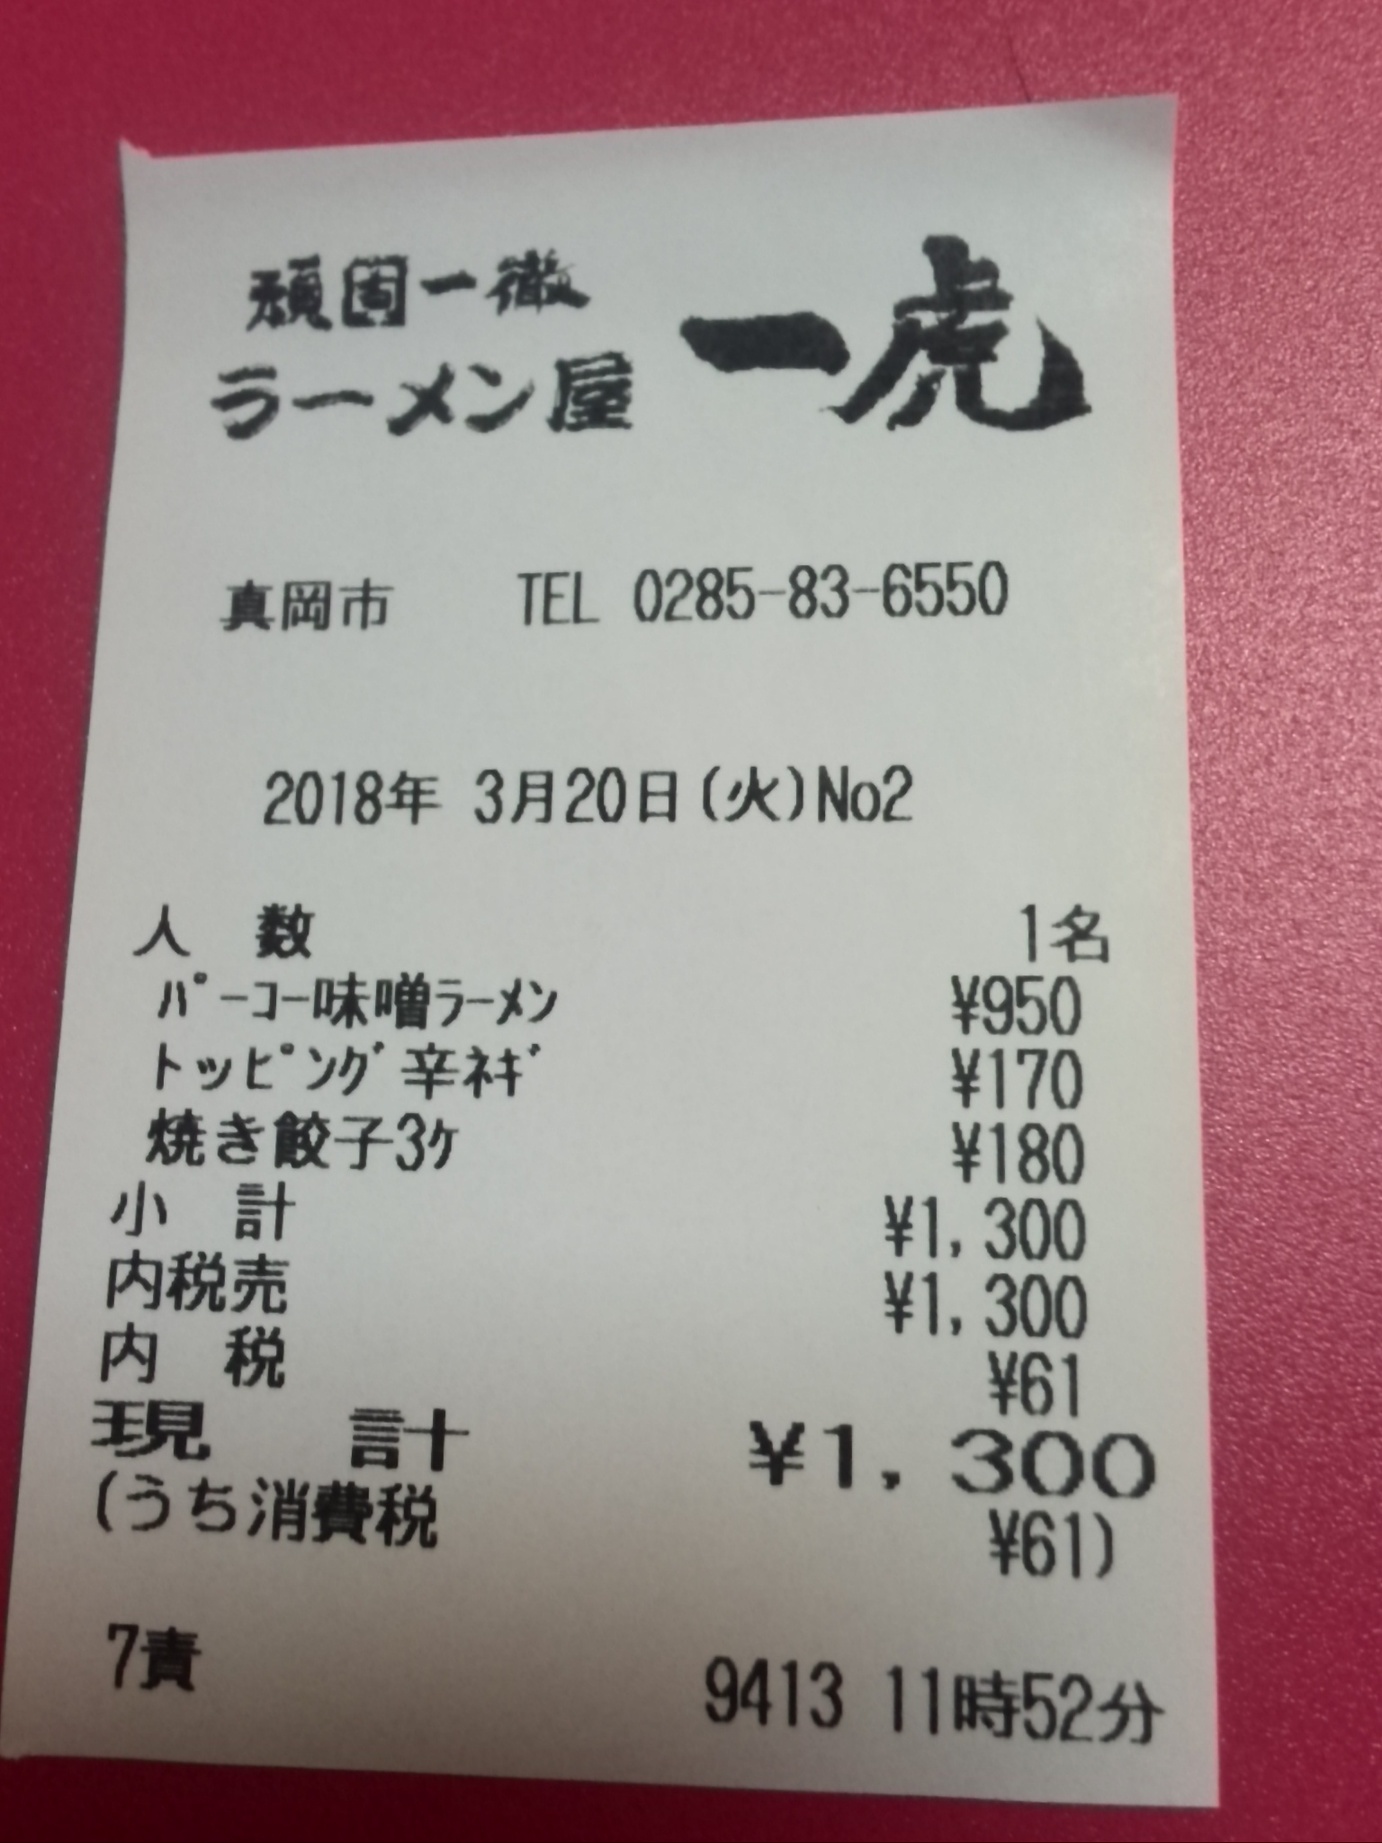 頑固一徹
ラーメン屋 一虎
真岡市 TEL 0285-83-6550
2018年 3月20日(火)No2
人 数 1名
ﾊﾟｰｺｰ味噌ﾗｰﾒﾝ ¥950
ﾄｯﾋﾟﾝｸﾞ辛ﾈｷﾞ ¥170
焼き餃子3ｹ ¥180
小 計 ¥1,300
内税売 ¥1,300
内 税 ¥61
現 計 ¥1,300
(うち消費税 ¥61)
7責 9413 11時52分